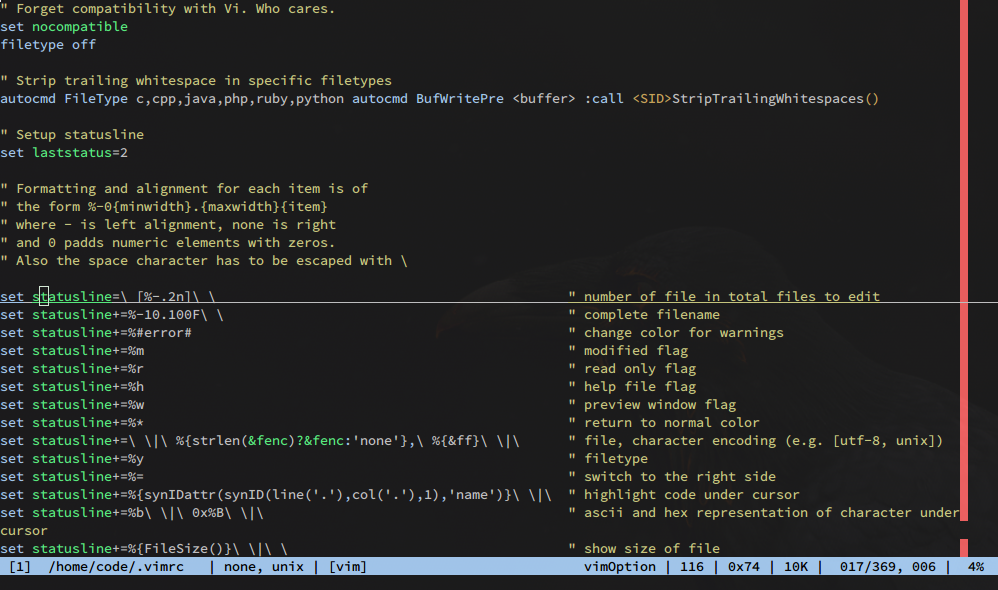 " Forget compatibility with Vi. Who cares.
set nocompatible
filetype off
" Strip trailing whitespace in specific filetypes
autocmd FileType c,cpp,java,php,ruby,python autocmd BufWritePre <buffer> :call <SID>StripTrailingWhitespaces()
" Setup statusline
set laststatus=2
" Formatting and alignment for each item is of
" the form %-0{minwidth}.{maxwidth}{item}
" where - is left alignment, none is right
" and 0 padds numeric elements with zeros.
" Also the space character has to be escaped with \
set statusline=\ [%-.2n]\ \ " number of file in total files to edit
set statusline+=%-10.100F\ \ " complete filename
set statusline+=%#error# " change color for warnings
set statusline+=%m " modified flag
set statusline+=%r " read only flag
set statusline+=%h " help file flag
set statusline+=%w " preview window flag
set statusline+=%* " return to normal color
set statusline+=\ \|\ %{strlen(&fenc)?&fenc:'none'},\ %{&ff}\ \|\ " file, character encoding (e.g. [utf-8, unix])
set statusline+=%y " filetype
set statusline+=%= " switch to the right side
set statusline+=%{synIDattr(synID(line('.'),col('.'),1),'name')}\ \|\ " highlight code under cursor
set statusline+=%b\ \|\ 0x%B\ \|\ " ascii and hex representation of character under
cursor
set statusline+=%{FileSize()}\ \|\ \ " show size of file
[1] /home/code/.vimrc | none, unix | [vim] vimOption | 116 | 0x74 | 10K | 017/369, 006 | 4%